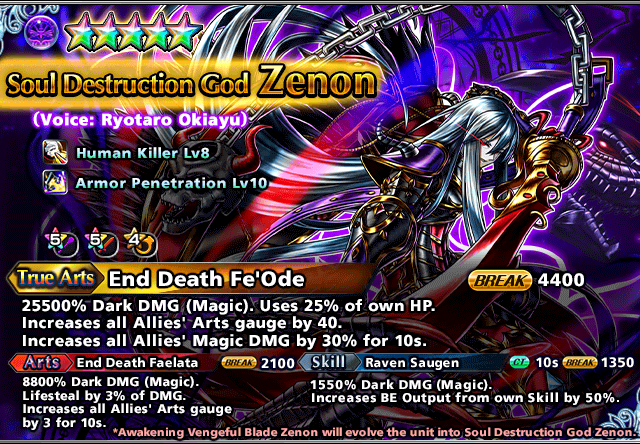 Soul Destruction God Zenon
(Voice: Ryotaro Okiayu)
Human Killer Lv8
Armor Penetration Lv10
5 5 4
True Arts End Death Fe'Ode BREAK 4400
25500% Dark DMG (Magic). Uses 25% of own HP.
Increases all Allies' Arts gauge by 40.
Increases all Allies' Magic DMG by 30% for 10s.
Arts End Death Faelata BREAK 2100
8800% Dark DMG (Magic).
Lifesteal by 3% of DMG.
Increases all Allies' Arts gauge
by 3 for 10s.
Skill Raven Saugen CT 10s BREAK 1350
1550% Dark DMG (Magic).
Increases BE Output from own Skill by 50%.
*Awakening Vengeful Blade Zenon will evolve the unit into Soul Destruction God Zenon.